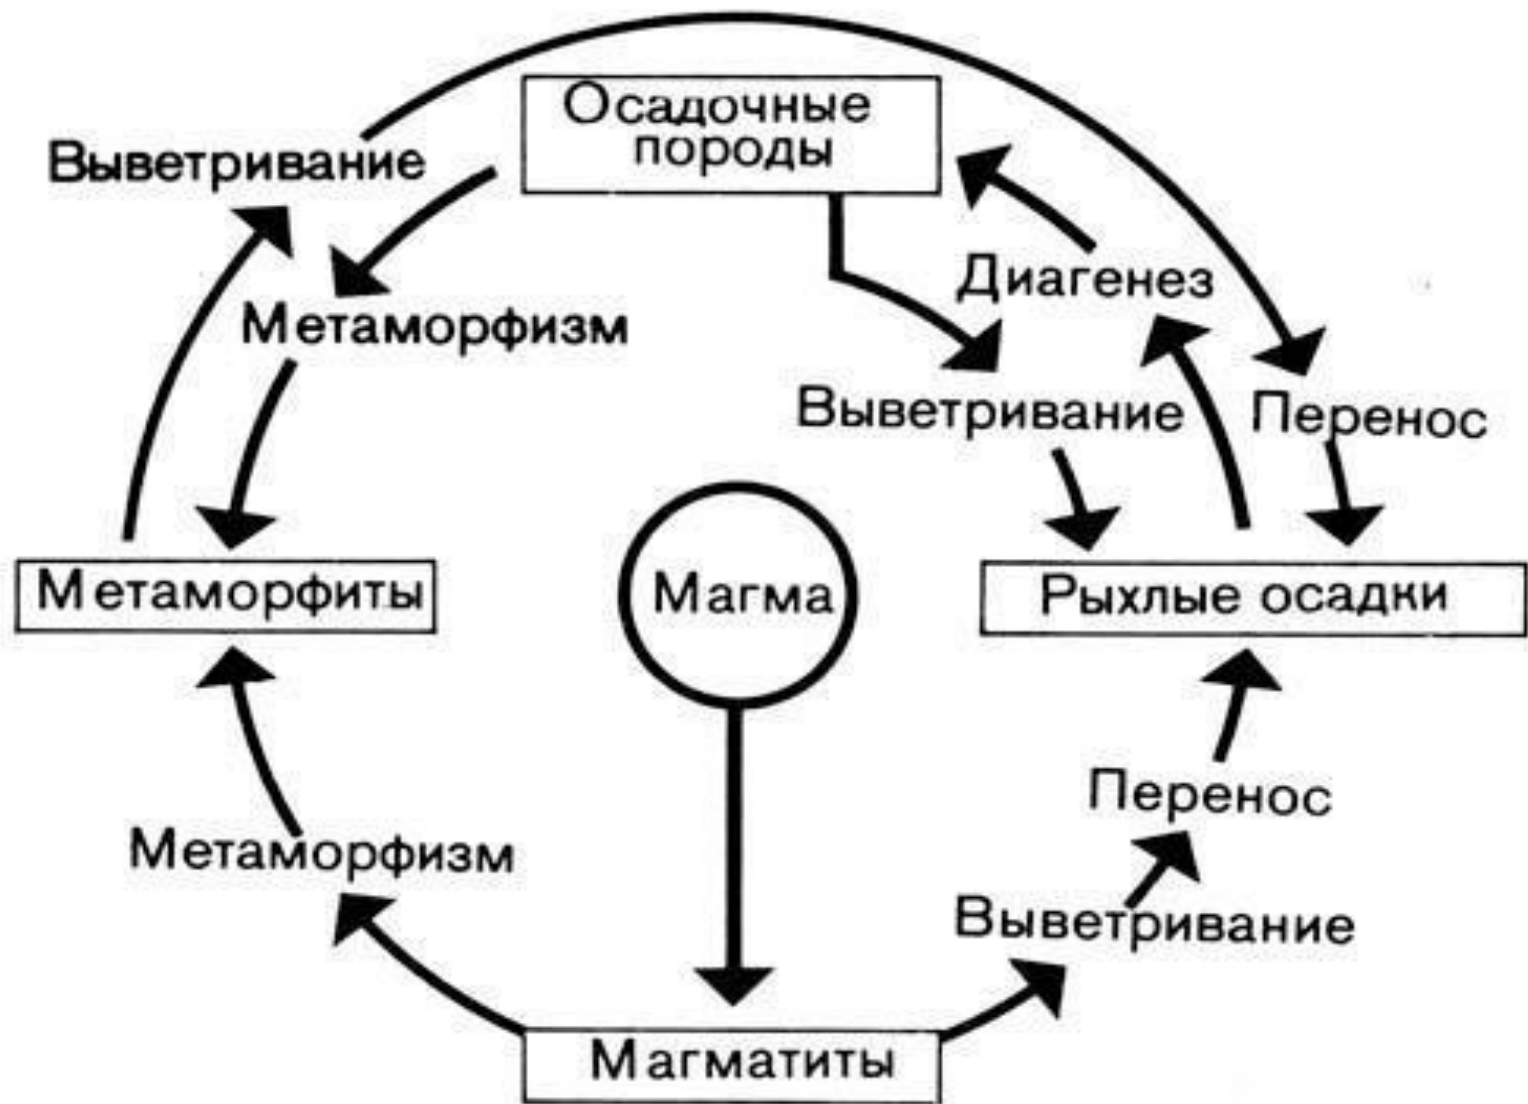 Осадочные
породы
Выветривание
Диагенез
Метаморфизм
Выветривание
Перенос
Метаморфиты
Магма
Рыхлые осадки
Перенос
Метаморфизм
Выветривание
Магматиты